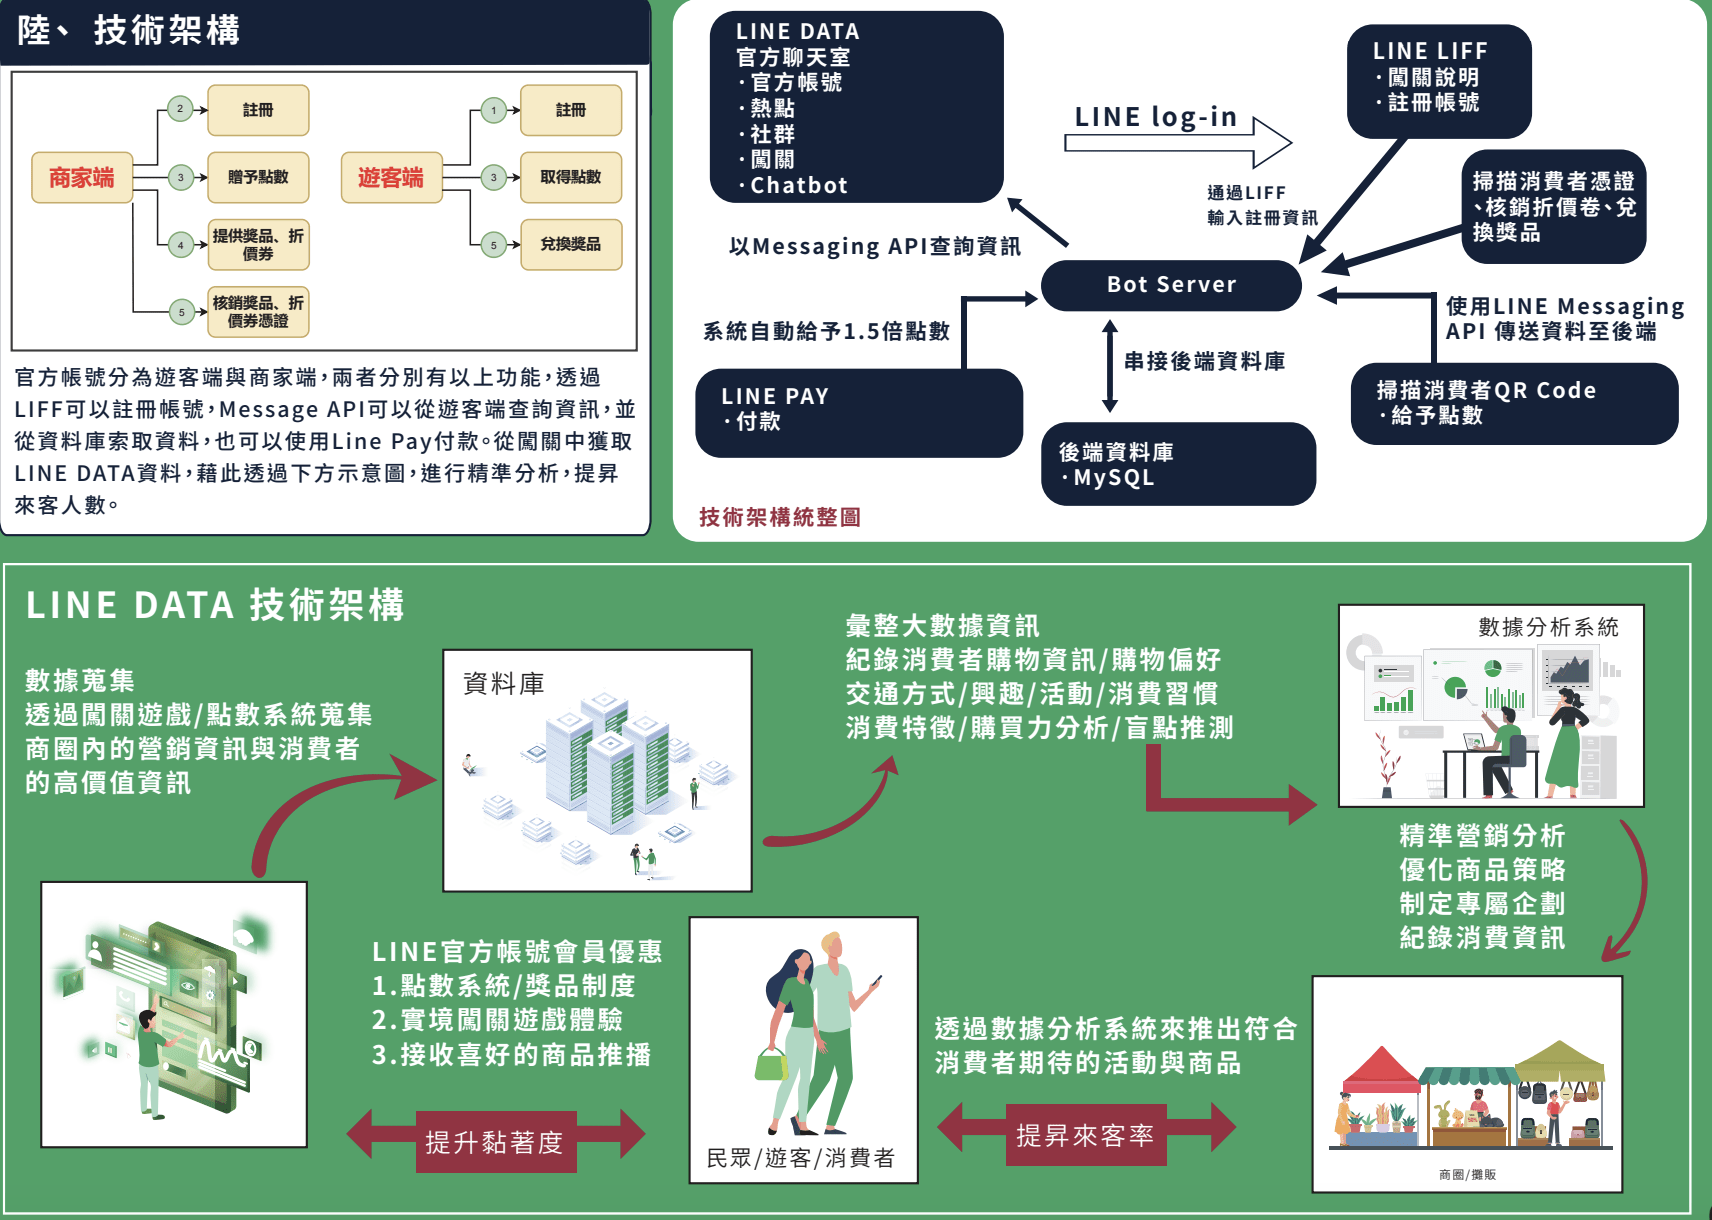 陸、 技術架構
商家端
2
註冊
3
贈予點數
4
提供獎品、折
價券
5
核銷獎品、折
價券憑證
遊客端
1
註冊
3
取得點數
5
兌換獎品
官方帳號分為遊客端與商家端，兩者分別有以上功能，透過
LIFF可以註冊帳號，Message API可以從遊客端查詢資訊，並
從資料庫索取資料，也可以使用Line Pay付款。從闖關中獲取
LINE DATA資料，藉此透過下方示意圖，進行精準分析，提昇
來客人數。
LINE DATA
官方聊天室
·官方帳號
·熱點
·社群
·闖關
·Chatbot
LINE log-in
通過LIFF
輸入註冊資訊
LINE LIFF
·闖關說明
·註冊帳號
掃描消費者憑證
、核銷折價卷、兌
換獎品
以Messaging API查詢資訊
Bot Server
系統自動給予1.5倍點數
使用LINE Messaging
API 傳送資料至後端
串接後端資料庫
LINE PAY
·付款
掃描消費者QR Code
·給予點數
後端資料庫
·MySQL
技術架構統整圖
LINE DATA 技術架構
數據蒐集
透過闖關遊戲/點數系統蒐集
商圈內的營銷資訊與消費者
的高價值資訊
資料庫
彙整大數據資訊
紀錄消費者購物資訊/購物偏好
交通方式/興趣/活動/消費習慣
消費特徵/購買力分析/盲點推測
數據分析系統
精準營銷分析
優化商品策略
制定專屬企劃
紀錄消費資訊
LINE官方帳號會員優惠
1.點數系統/獎品制度
2.實境闖關遊戲體驗
3.接收喜好的商品推播
提升黏著度
民眾/遊客/消費者
透過數據分析系統來推出符合
消費者期待的活動與商品
提昇來客率
商圈/攤販